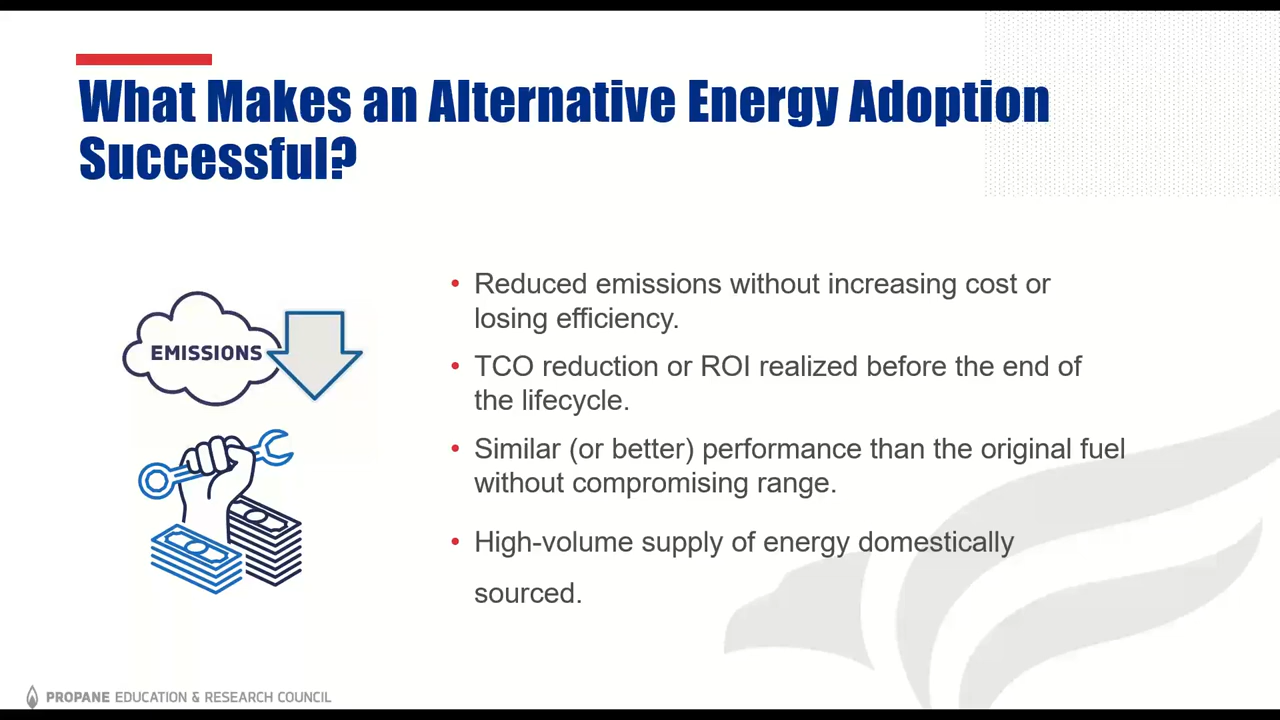 What Makes an Alternative Energy Adoption
Successful?
EMISSIONS
• Reduced emissions without increasing cost or
losing efficiency.
• TCO reduction or ROI realized before the end of
the lifecycle.
• Similar (or better) performance than the original fuel
without compromising range.
• High-volume supply of energy domestically
sourced.
PROPANE EDUCATION & RESEARCH COUNCIL